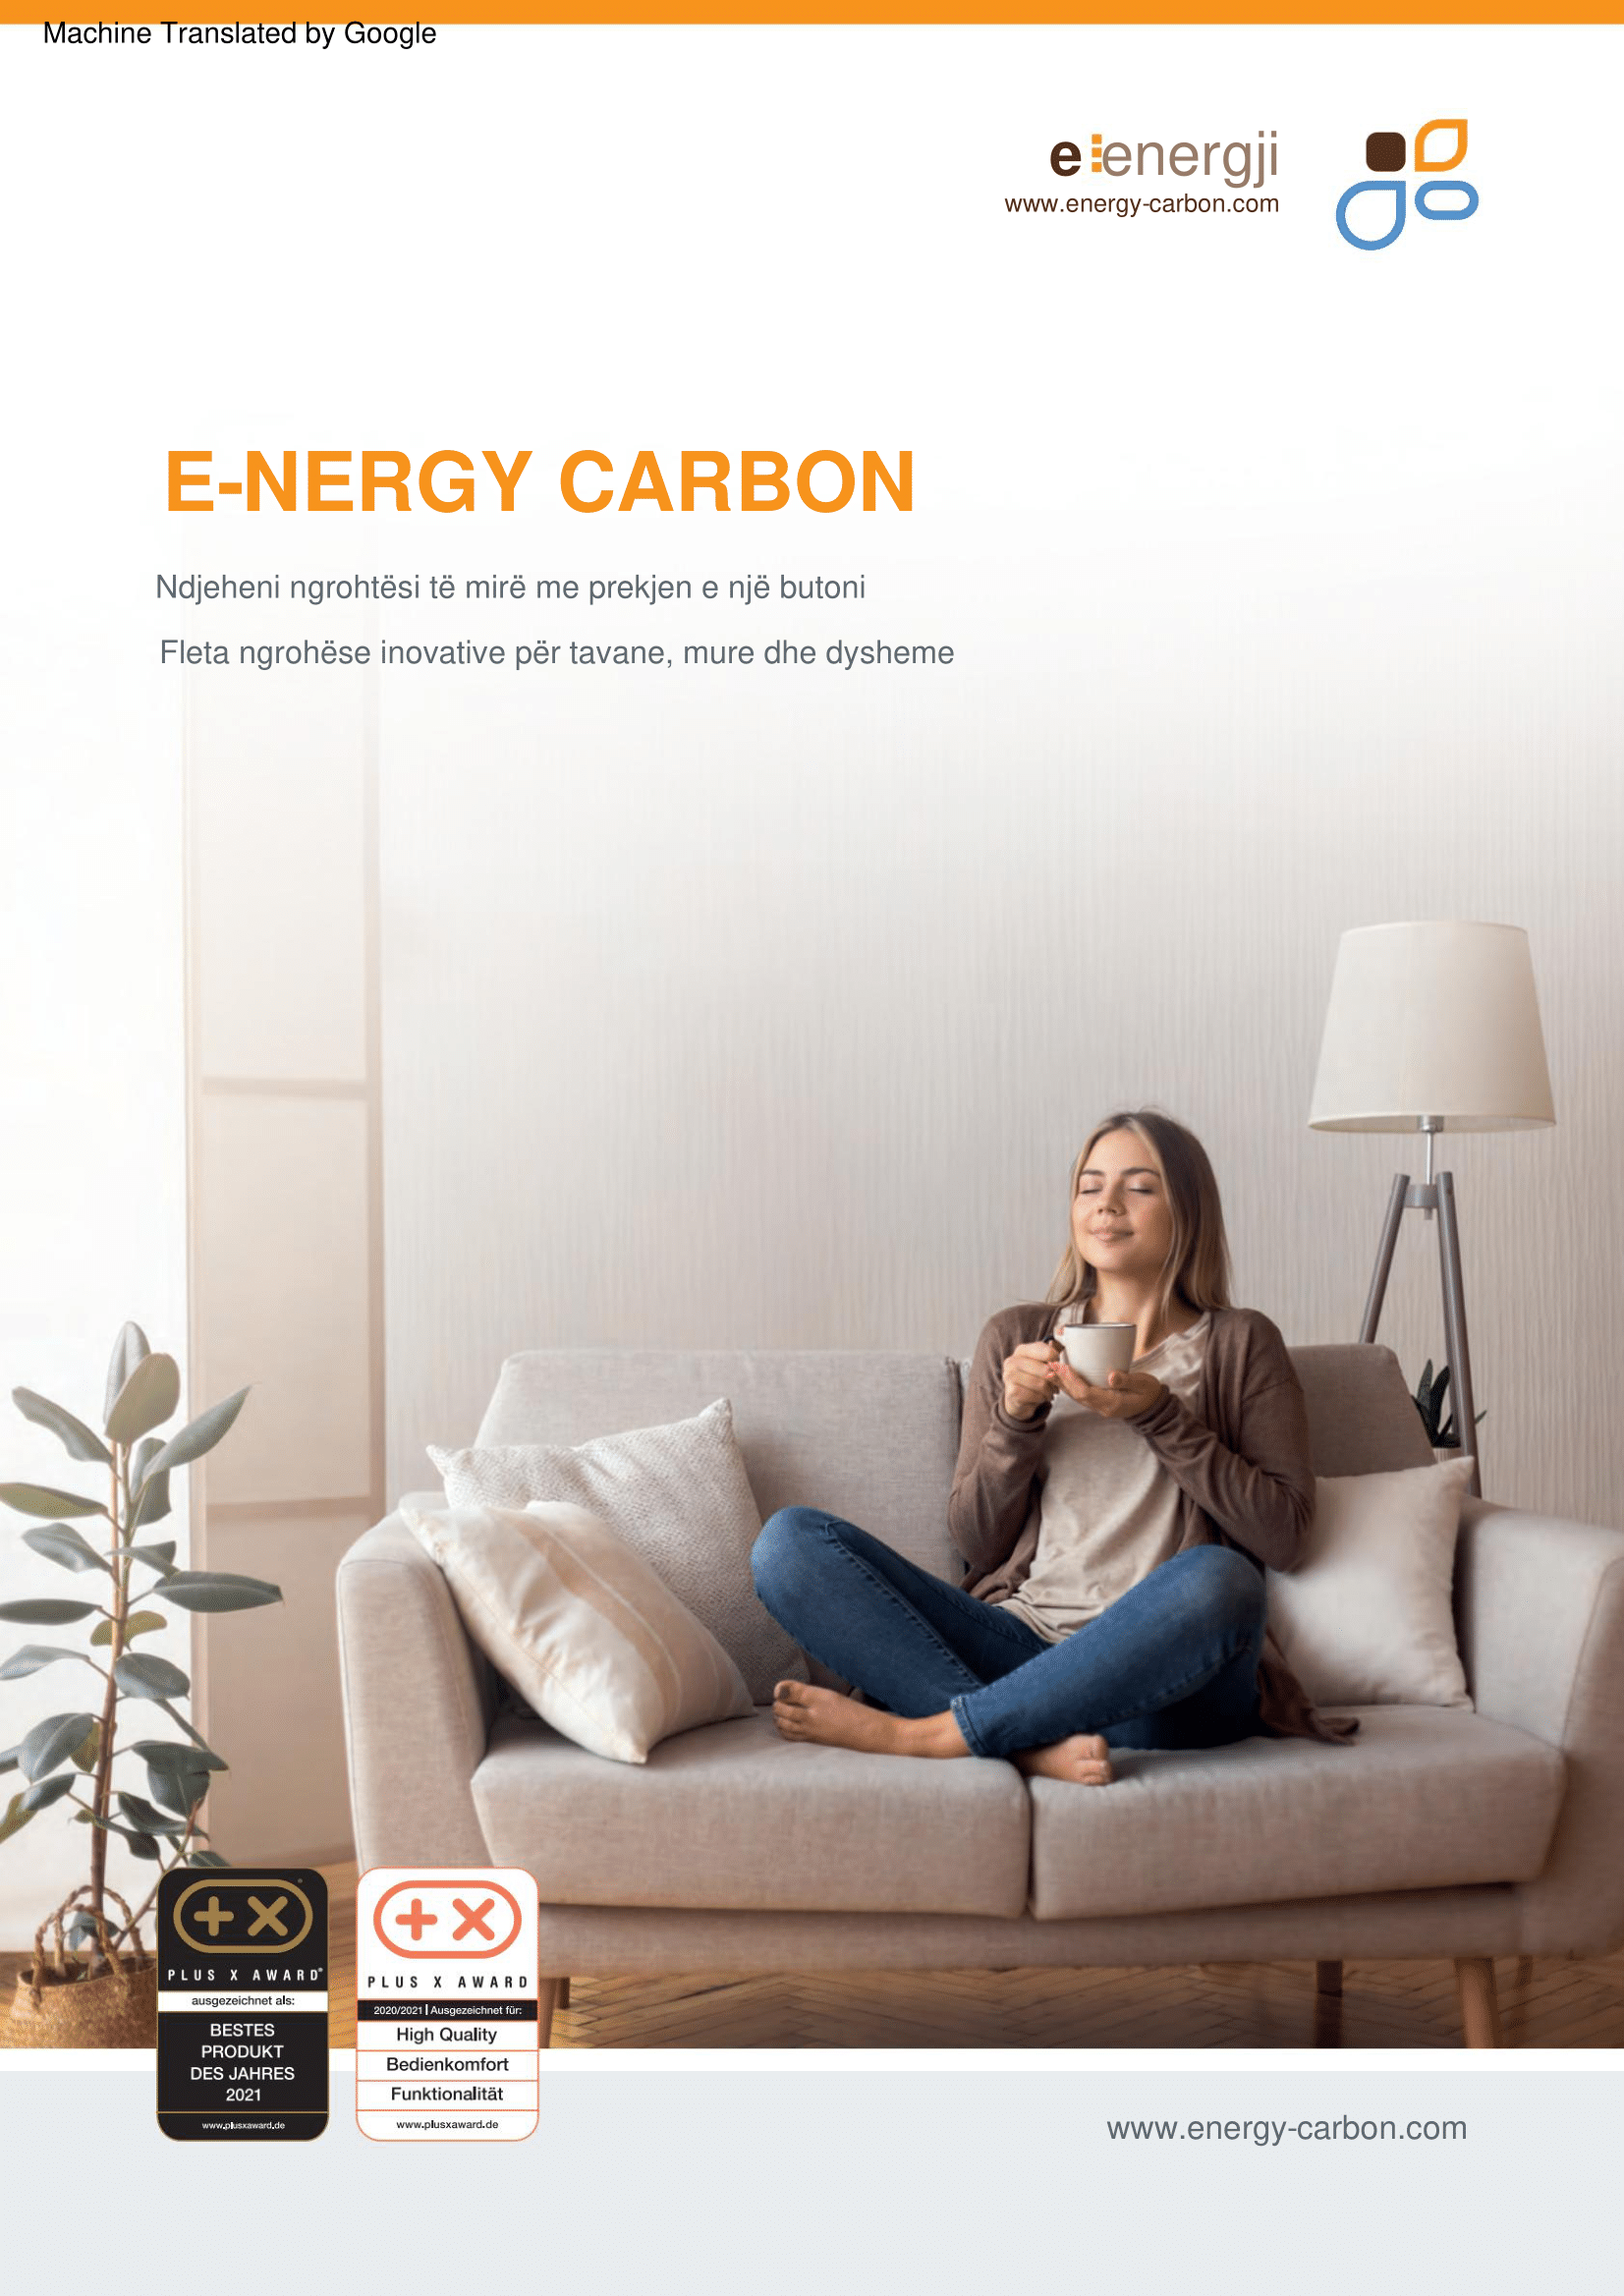 Machine Translated by Google
e energji
www.energy-carbon.com
E-NERGY CARBON
Ndjeheni ngrohtësi të mirë me prekjen e një butoni
Fleta ngrohëse inovative për tavane, mure dhe dysheme
PLUS X AWARD®
ausgezeichnet als:
BESTES
PRODUKT
DES JAHRES
2021
www.plusxaward.de
PLUS X AWARD
2020/2021 | Ausgezeichnet für:
High Quality
Bedienkomfort
Funktionalität
www.plusxaward.de
www.energy-carbon.com